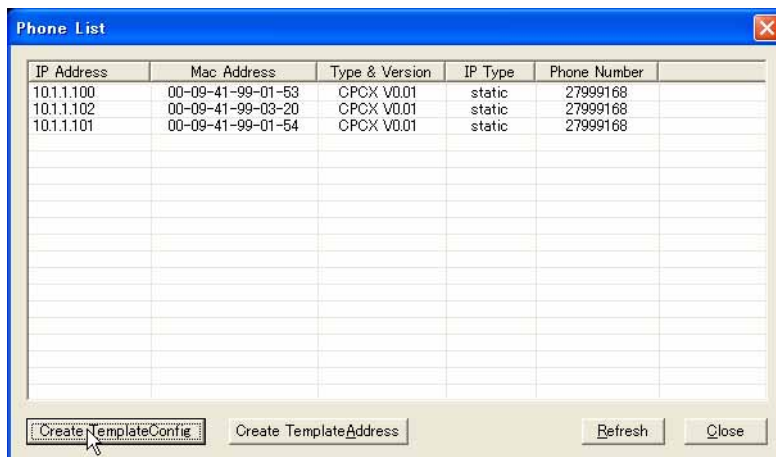 Phone List
IP Address Mac Address Type & Version IP Type Phone Number
10.1.1.100 00-09-41-99-01-53 CPCX V0.01 static 27999168
10.1.1.102 00-09-41-99-03-20 CPCX V0.01 static 27999168
10.1.1.101 00-09-41-99-01-54 CPCX V0.01 static 27999168
Create TemplateConfig Create TemplateAddress Refresh Close